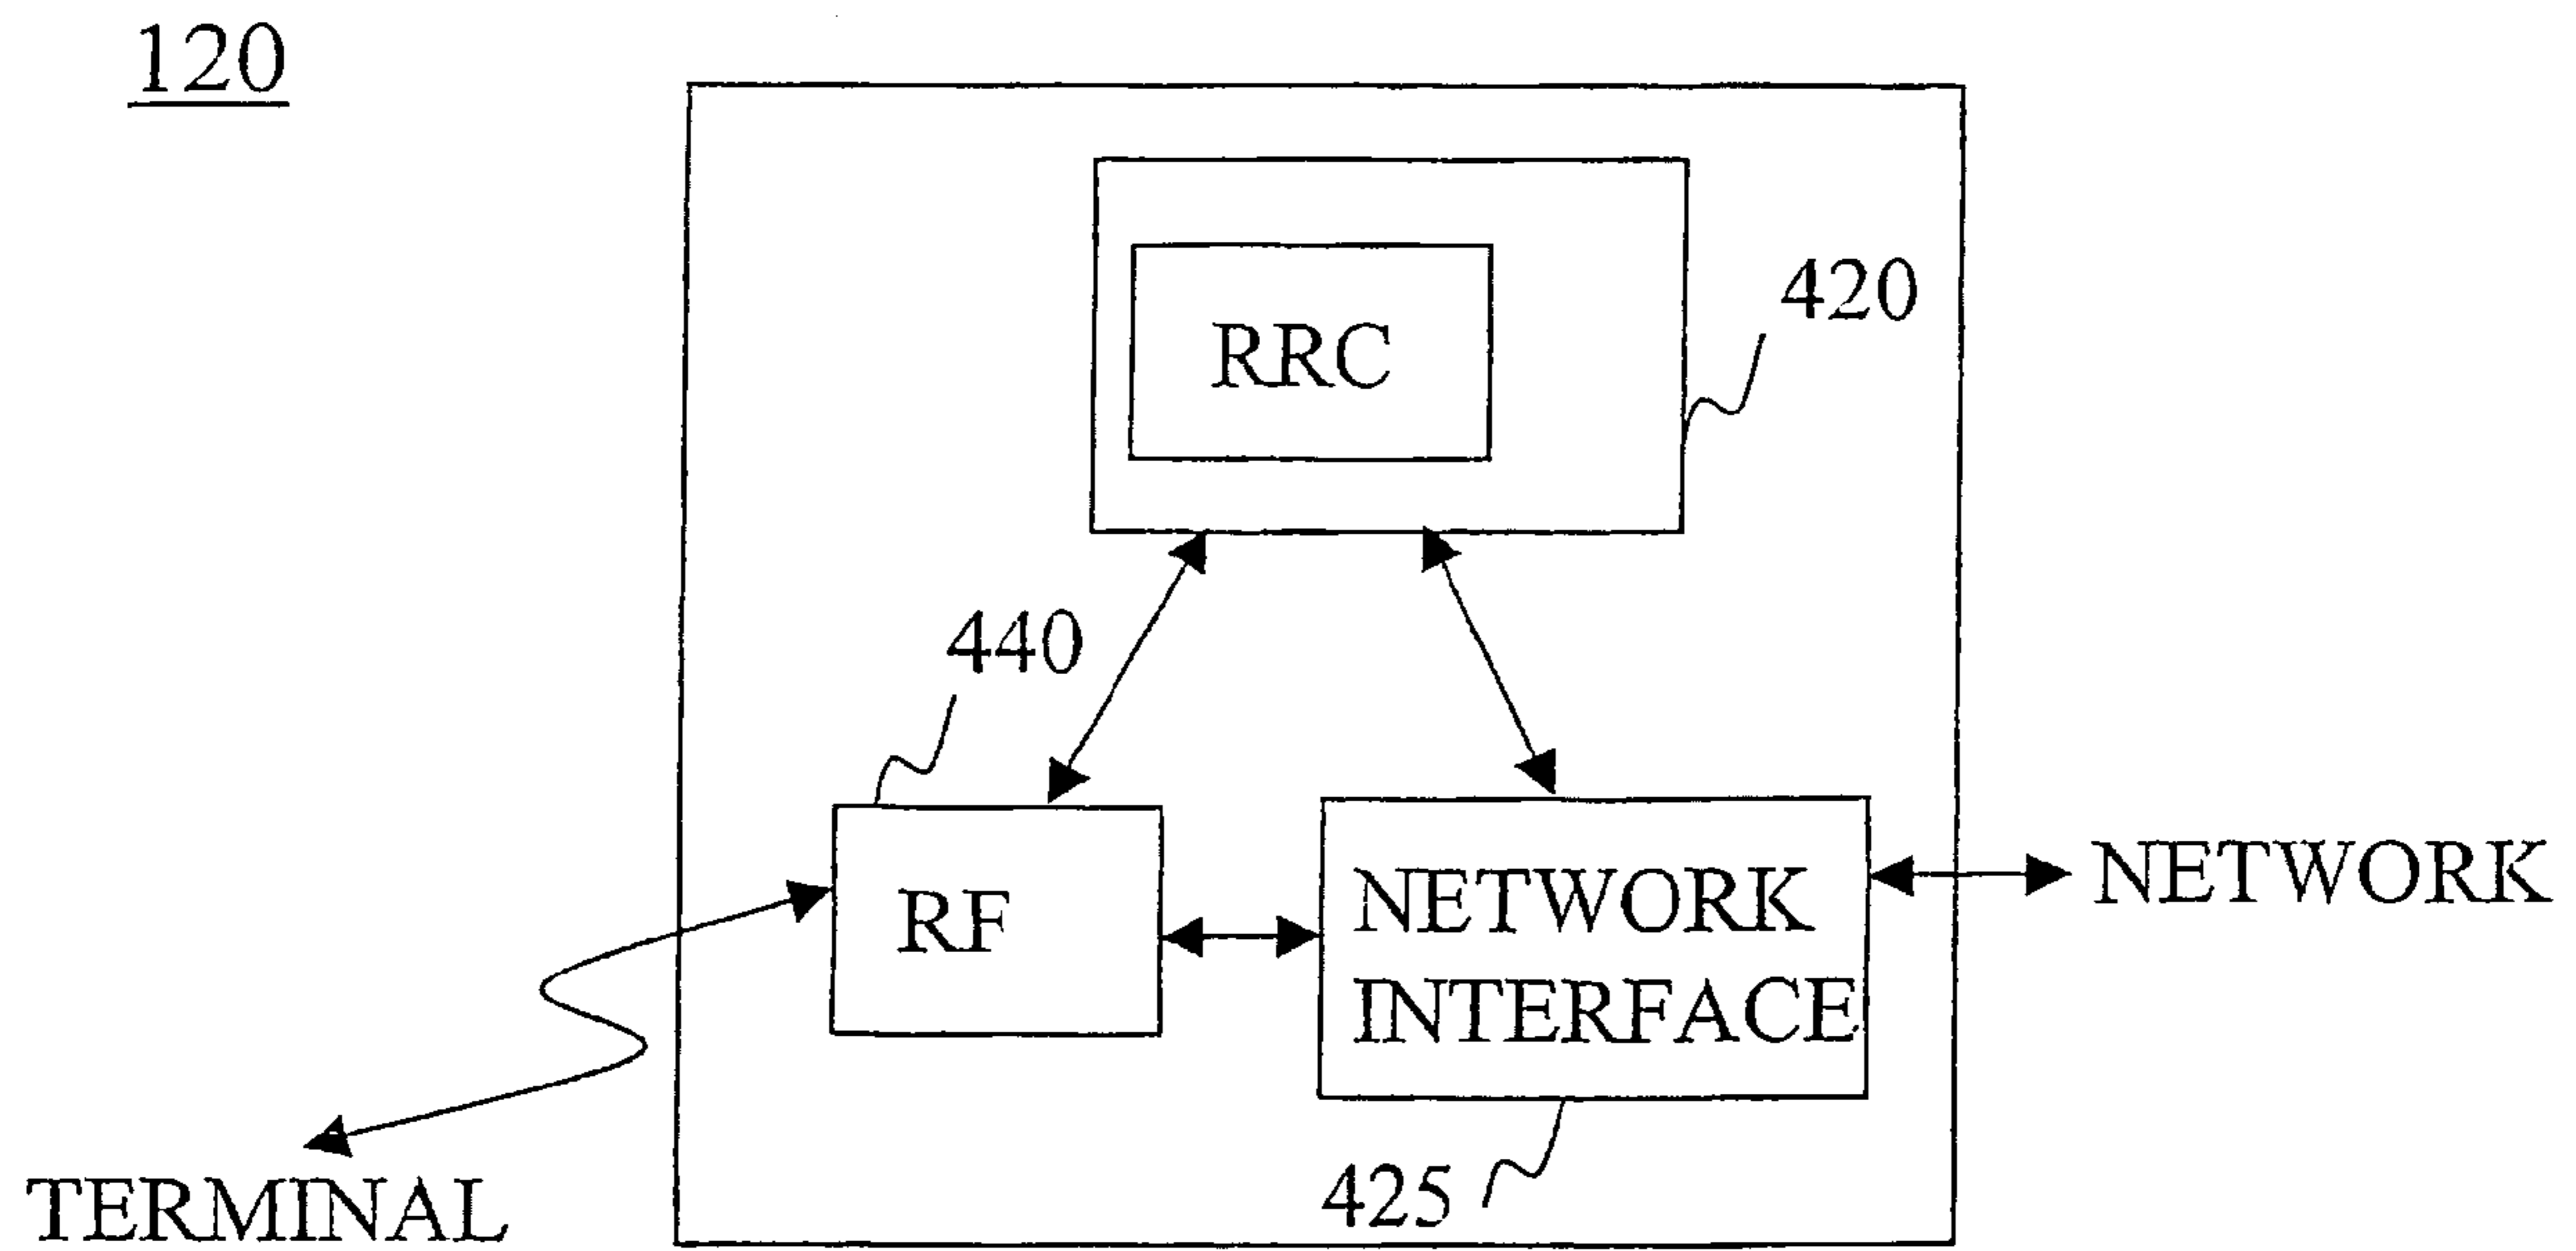 120
420
RRC
440
RF
NETWORK
INTERFACE
NETWORK
425
TERMINAL